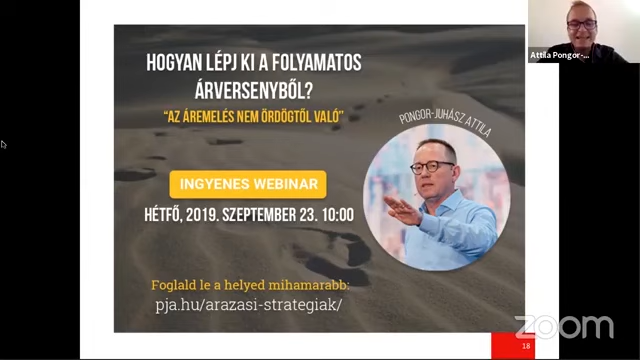 HOGYAN LÉPJ KI A FOLYAMATOS
ÁRVERSENYBŐL?
“AZ ÁREMELÉS NEM ÖRDÖGTŐL VALÓ”
PONGOR-JUHÁSZ ATTILA
INGYENES WEBINAR
HÉTFŐ, 2019. SZEPTEMBER 23. 10:00
Foglald le a helyed mihamarabb:
pja.hu/arazasi-strategiak/
Attila Pongor-...
zoom
18